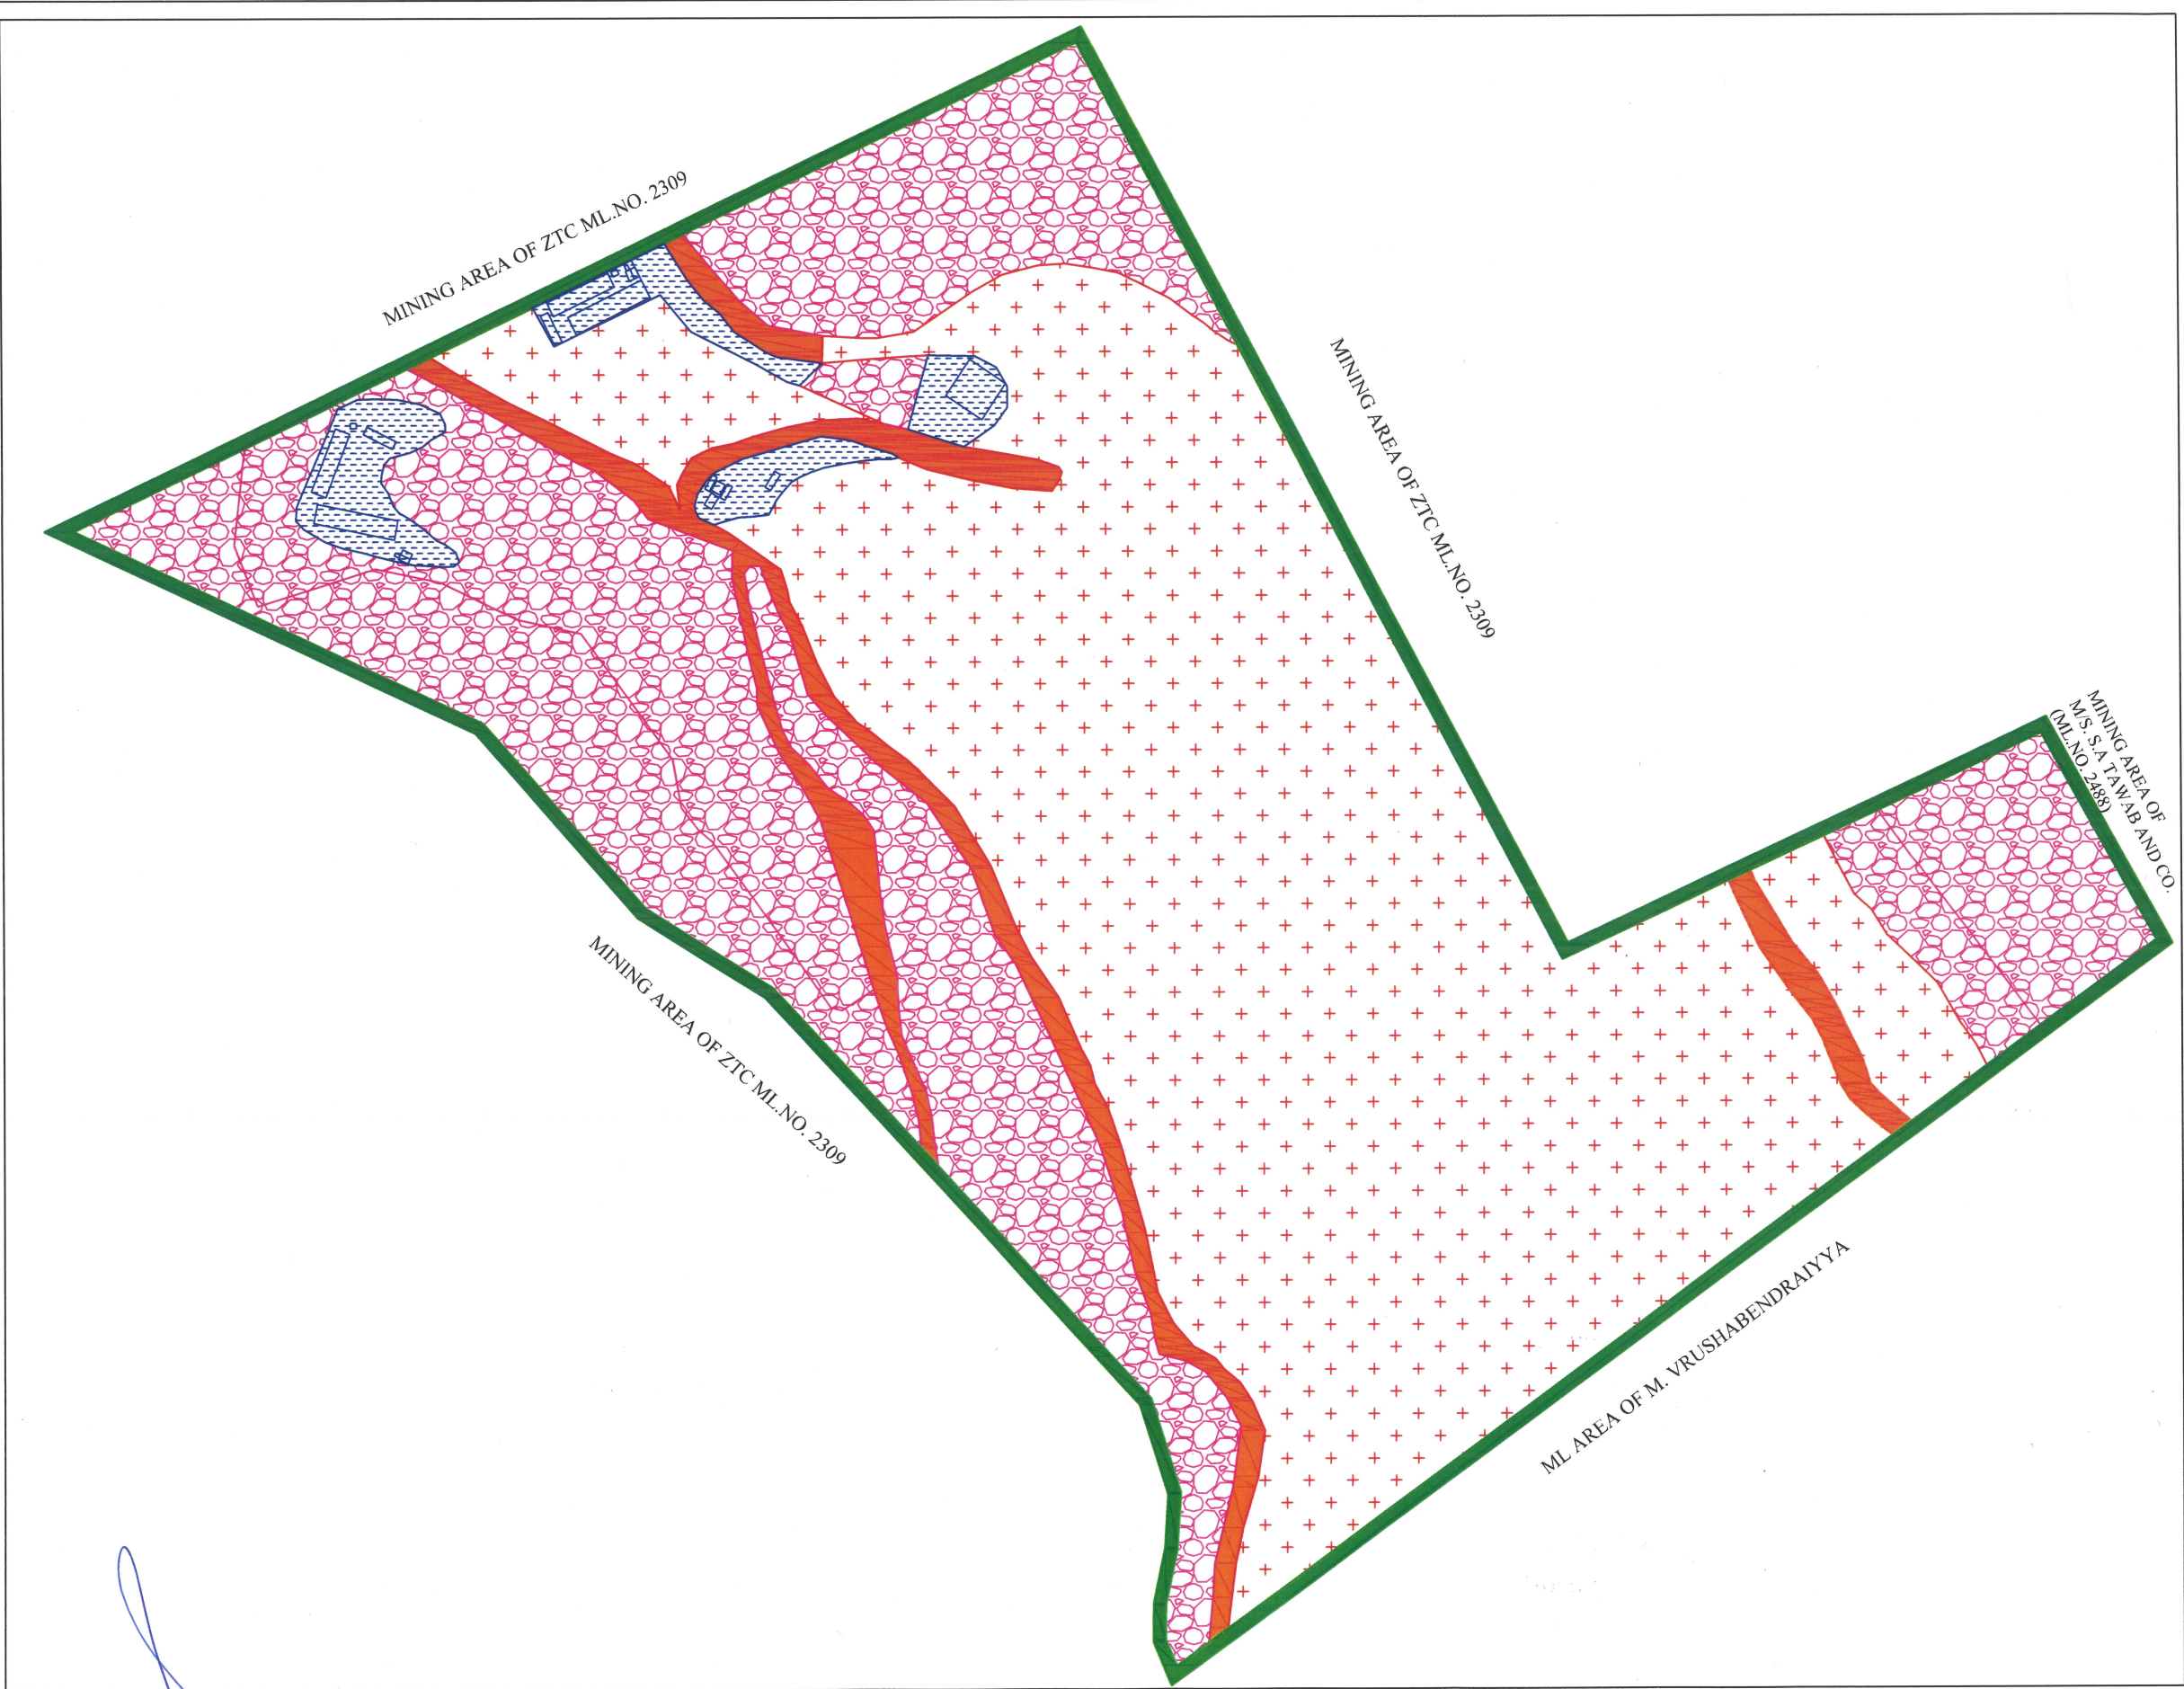 MINING AREA OF ZTC ML.NO. 2309
MINING AREA OF ZTC ML.NO. 2309
MINING AREA OF
M/S. S.A TAWAB AND CO.
(ML.NO. 2488)
MINING AREA OF ZTC ML.NO. 2309
ML AREA OF M. VRUSHABENDRAIYYA